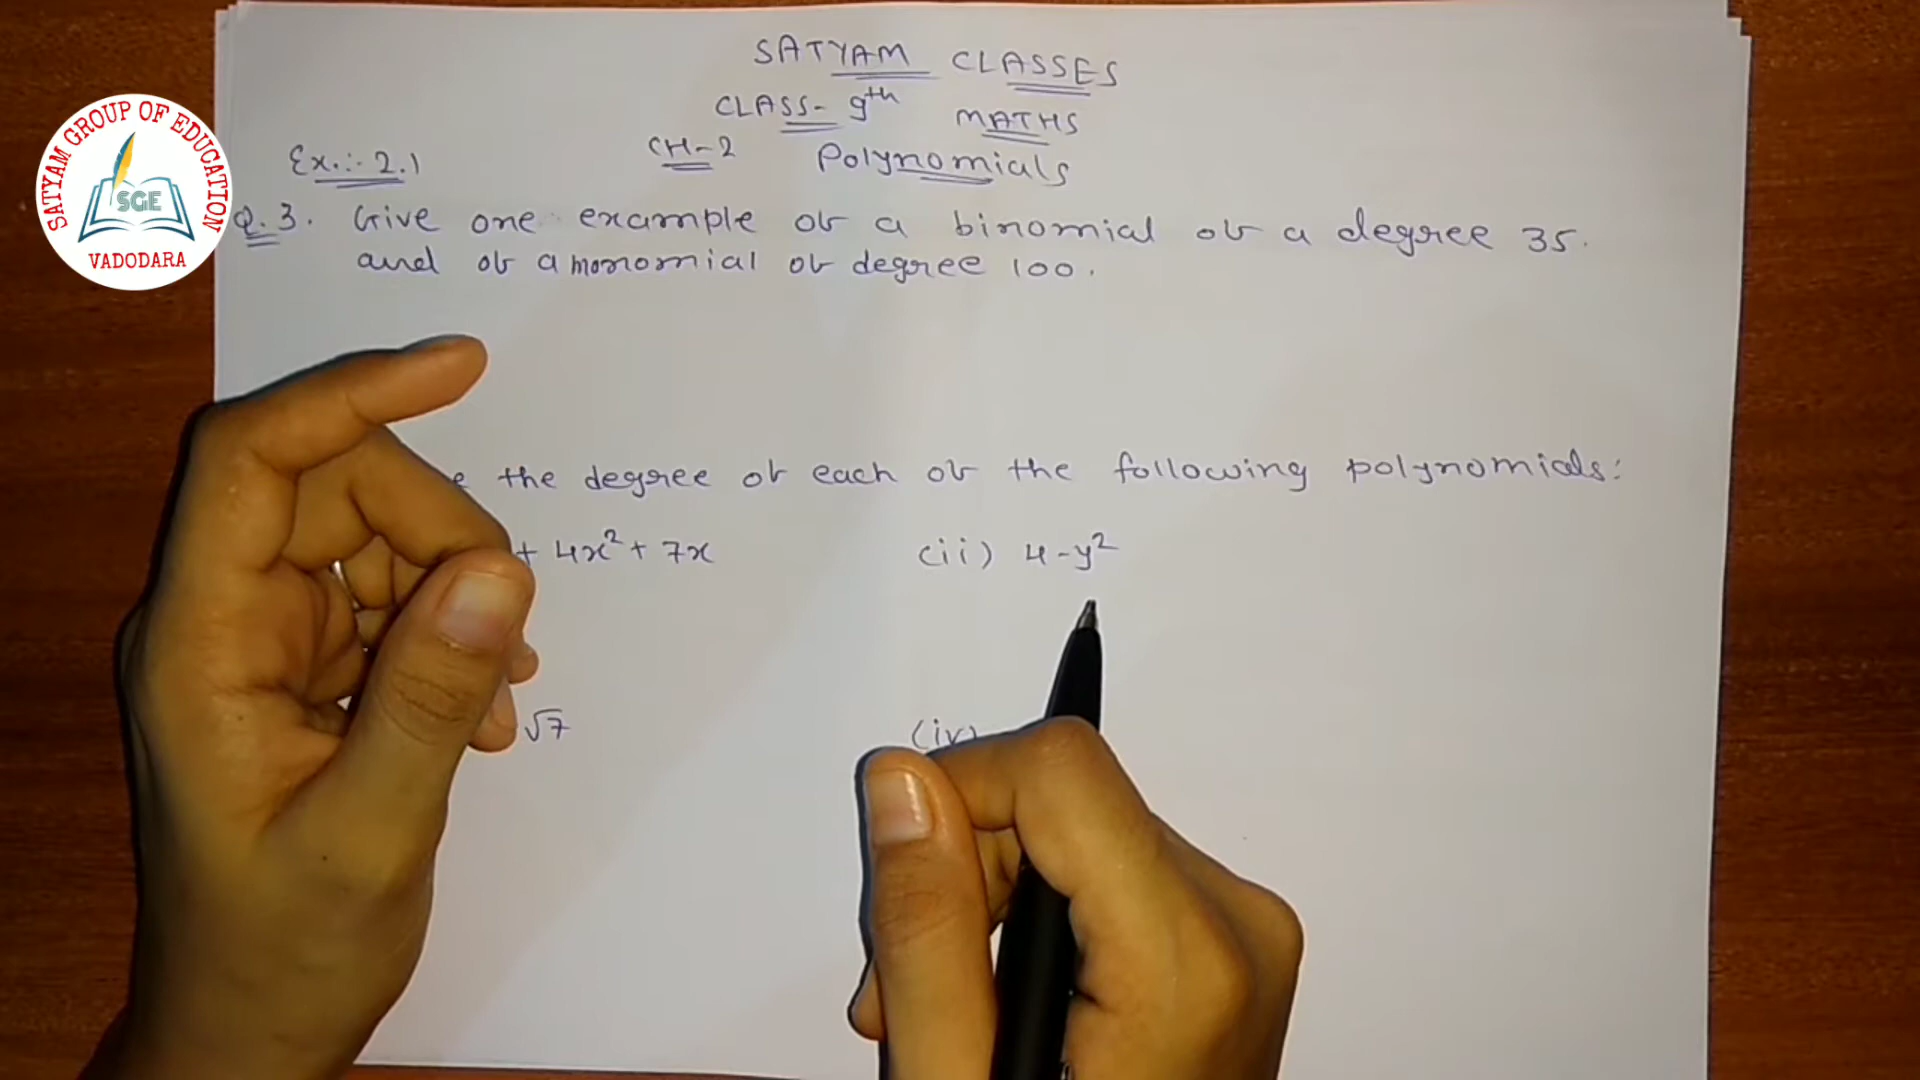 SATYAM CLASSES
CLASS- 9th MATHS
Ex.:- 2.1 CH-2 Polynomials
Q.3. Give one example of a binomial of a degree 35.
and of a monomial of degree 100.
the degree of each of the following polynomials:
+ 4x² + 7x (ii) 4-y²
√7 (iv)
SATYAM GROUP OF EDUCATION
SGE
VADODARA